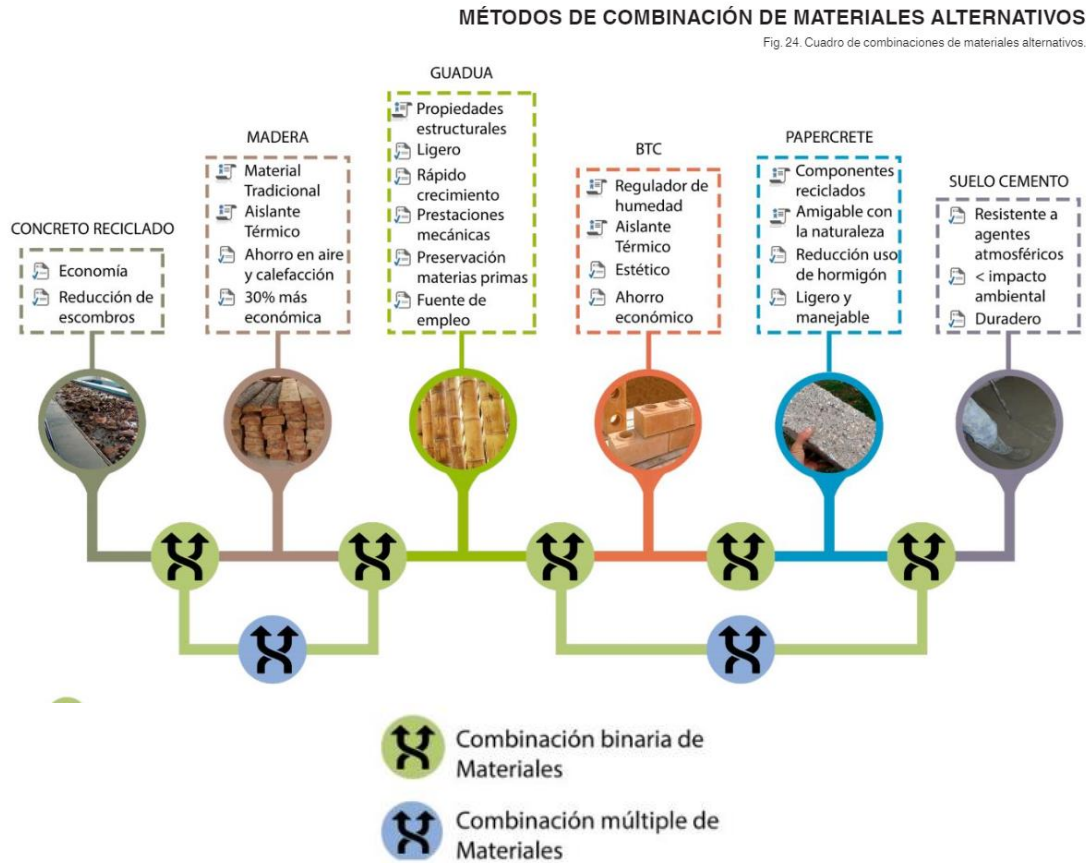 MÉTODOS DE COMBINACIÓN DE MATERIALES ALTERNATIVOS
Fig. 24. Cuadro de combinaciones de materiales alternativos.
CONCRETO RECICLADO
Economía
Reducción de
escombros
MADERA
Material
Tradicional
Aislante
Térmico
Ahorro en aire
y calefacción
30% más
económica
GUADUA
Propiedades
estructurales
Ligero
Rápido
crecimiento
Prestaciones
mecánicas
Preservación
materias primas
Fuente de
empleo
BTC
Regulador de
humedad
Aislante
Térmico
Estético
Ahorro
económico
PAPERCRETE
Componentes
reciclados
Amigable con
la naturaleza
Reducción uso
de hormigón
Ligero y
manejable
SUELO CEMENTO
Resistente a
agentes
atmosféricos
< impacto
ambiental
Duradero
Combinación binaria de
Materiales
Combinación múltiple de
Materiales